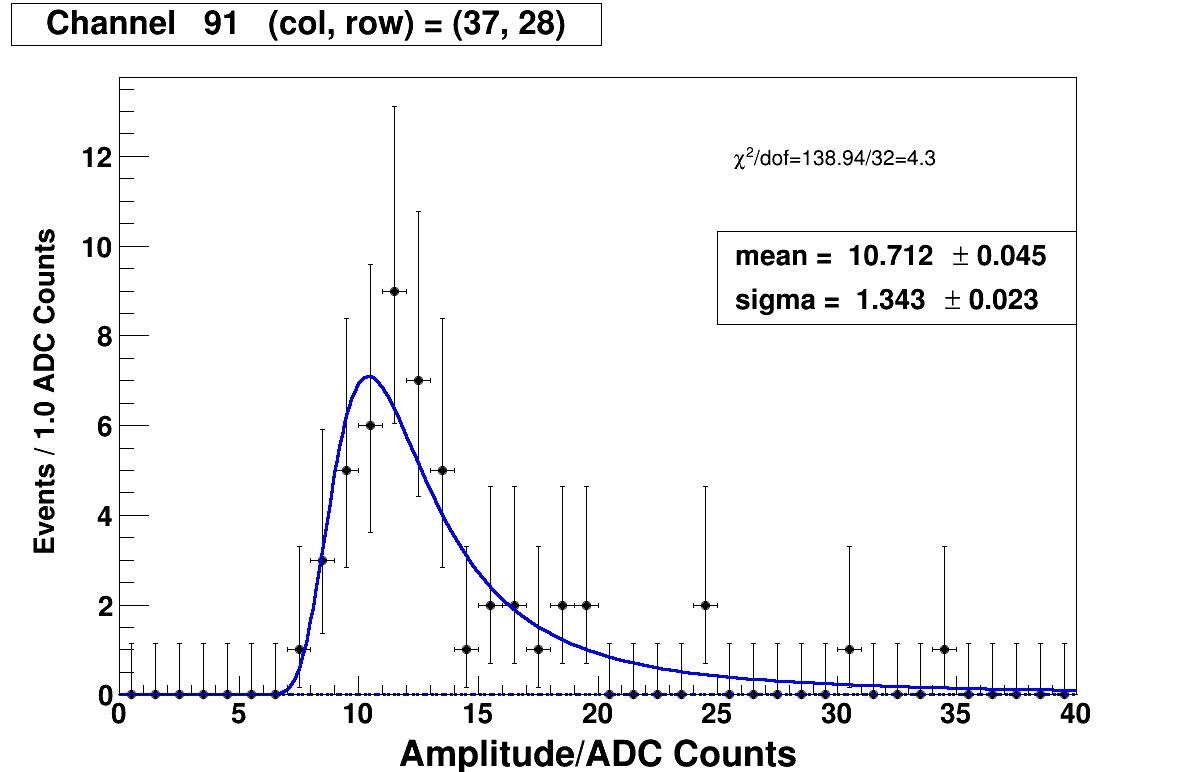 Channel 91 (col, row) = (37, 28)
χ²/dof=138.94/32=4.3
mean = 10.712 ± 0.045
sigma = 1.343 ± 0.023
Events / 1.0 ADC Counts
12
10
8
6
4
2
0
0 5 10 15 20 25 30 35 40
Amplitude/ADC Counts